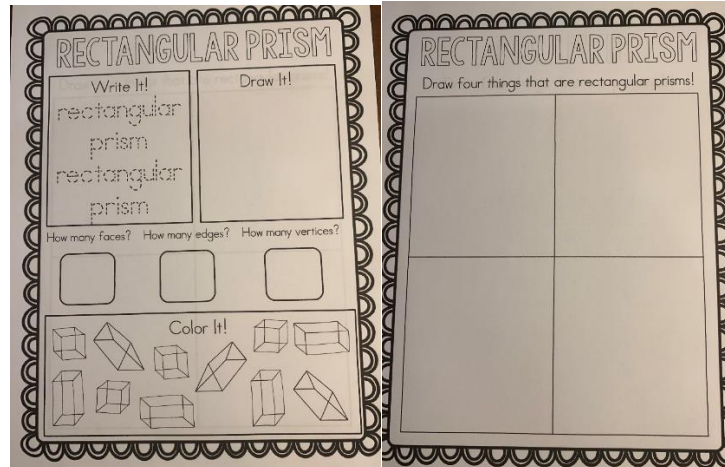 RECTANGULAR PRISM
Write It!
rectangular
prism
rectangular
prism
Draw It!
How many faces?
How many edges?
How many vertices?
Color It!
RECTANGULAR PRISM
Draw four things that are rectangular prisms!